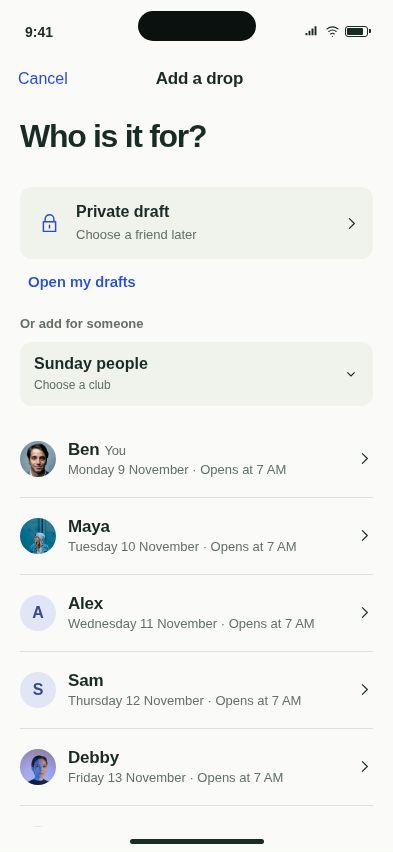 9:41
Cancel
Add a drop
Who is it for?
Private draft
Choose a friend later
Open my drafts
Or add for someone
Sunday people
Choose a club
Ben You
Monday 9 November · Opens at 7 AM
Maya
Tuesday 10 November · Opens at 7 AM
A
Alex
Wednesday 11 November · Opens at 7 AM
S
Sam
Thursday 12 November · Opens at 7 AM
Debby
Friday 13 November · Opens at 7 AM